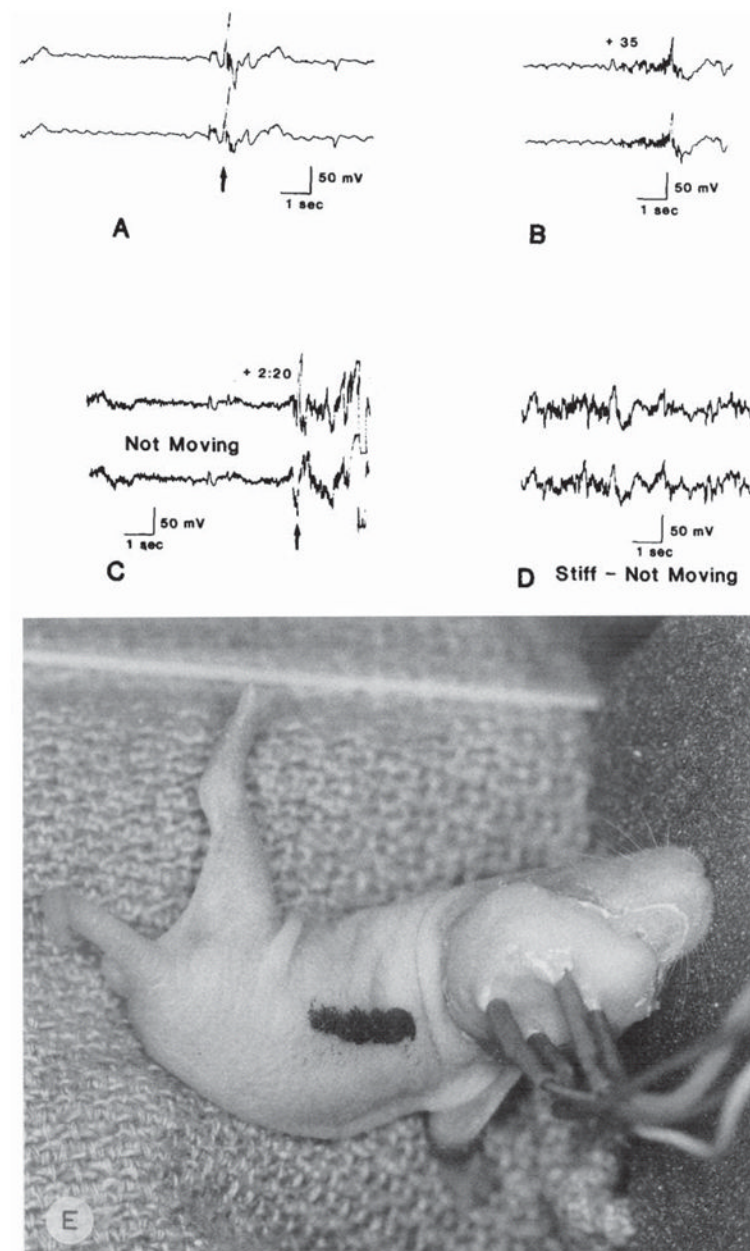 + 35
50 mV
1 sec
A
50 mV
1 sec
B
+ 2:20
Not Moving
50 mV
1 sec
C
50 mV
1 sec
D Stiff – Not Moving
E